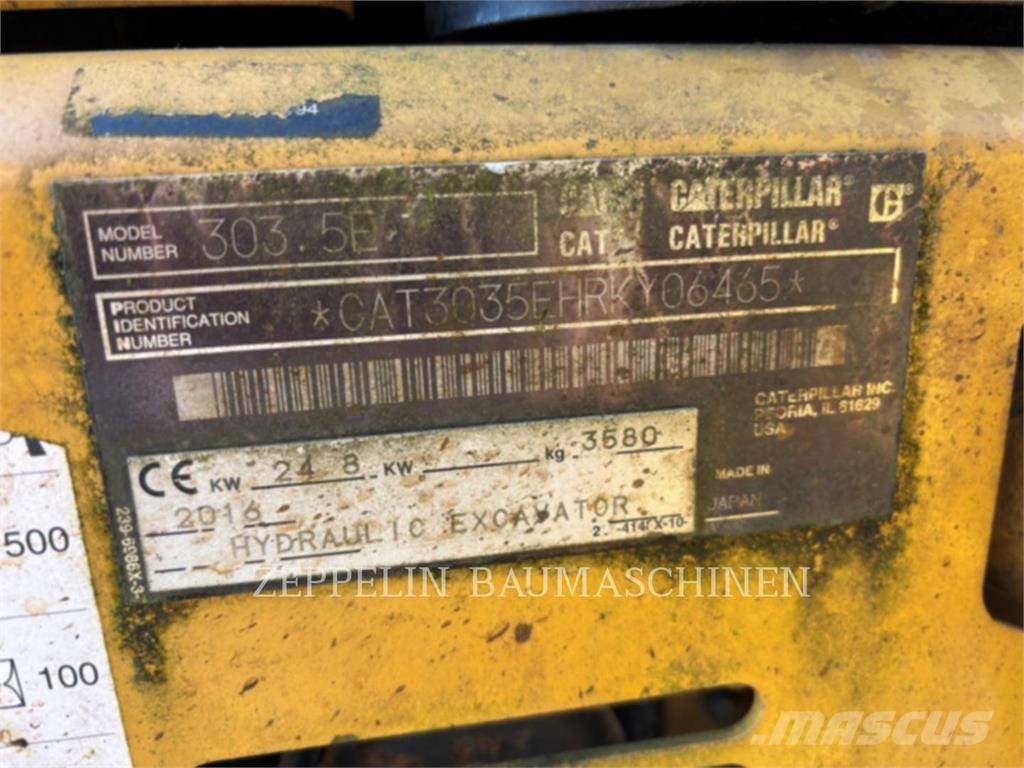 94
MODEL NUMBER 303.5E
CAT CATERPILLAR®
CAT CATERPILLAR®
PRODUCT IDENTIFICATION NUMBER *CAT3035EHRKY06465*
CATERPILLAR INC.
PEORIA, IL 61629
USA
CE KW 24.8 KW kg 3580
2016
HYDRAULIC EXCAVATOR
MADE IN
JAPAN
500
100
ZEPPELIN BAUMASCHINEN
MASCUS